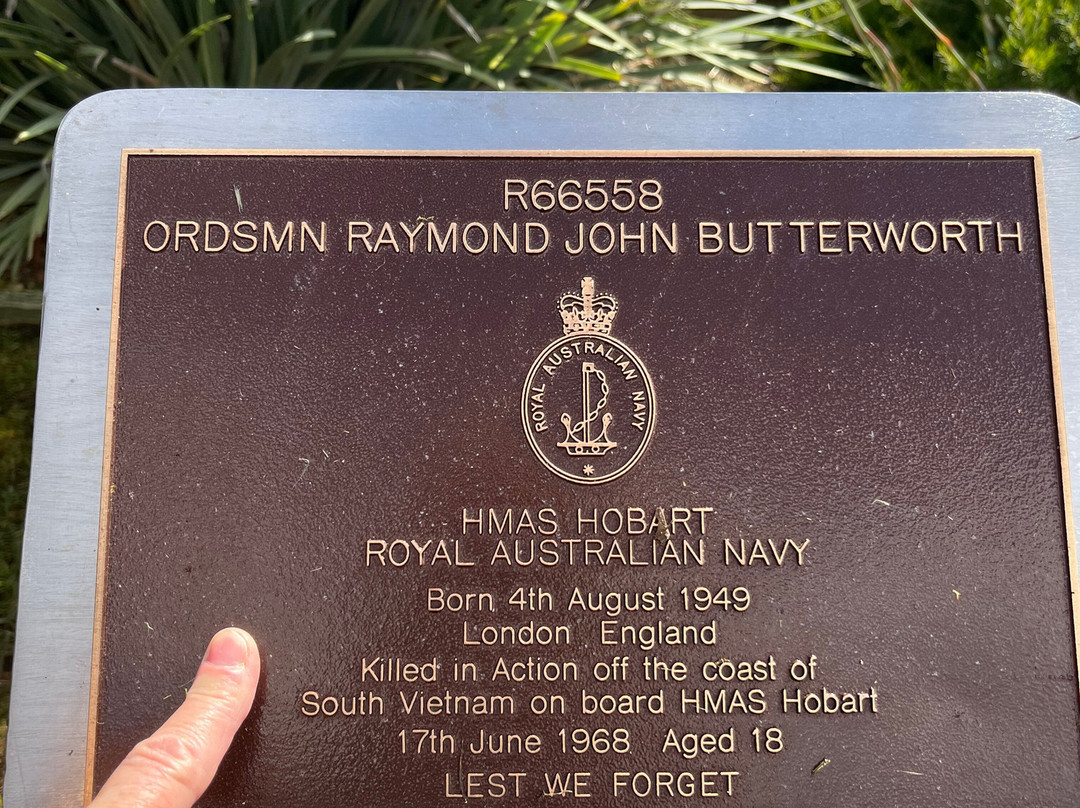 R66558
ORDSMN RAYMOND JOHN BUTTERWORTH
ROYAL AUSTRALIAN NAVY
HMAS HOBART
ROYAL AUSTRALIAN NAVY
Born 4th August 1949
London England
Killed in Action off the coast of
South Vietnam on board HMAS Hobart
17th June 1968 Aged 18
LEST WE FORGET